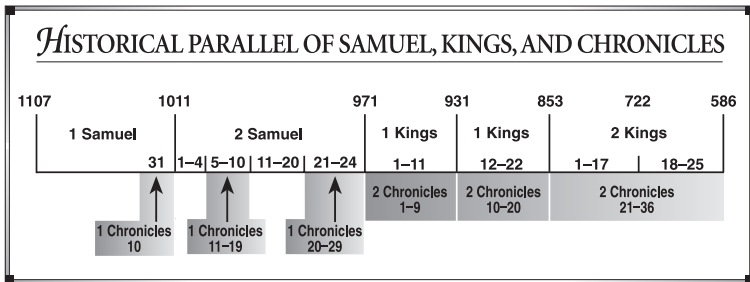 HISTORICAL PARALLEL OF SAMUEL, KINGS, AND CHRONICLES
1107 1011 971 931 853 722 586
1 Samuel 2 Samuel 1 Kings 1 Kings 2 Kings
31 1–4 5–10 11–20 21–24 1–11 12–22 1–17 18–25
2 Chronicles 2 Chronicles 2 Chronicles
1–9 10–20 21–36
1 Chronicles 1 Chronicles 1 Chronicles
10 11–19 20–29